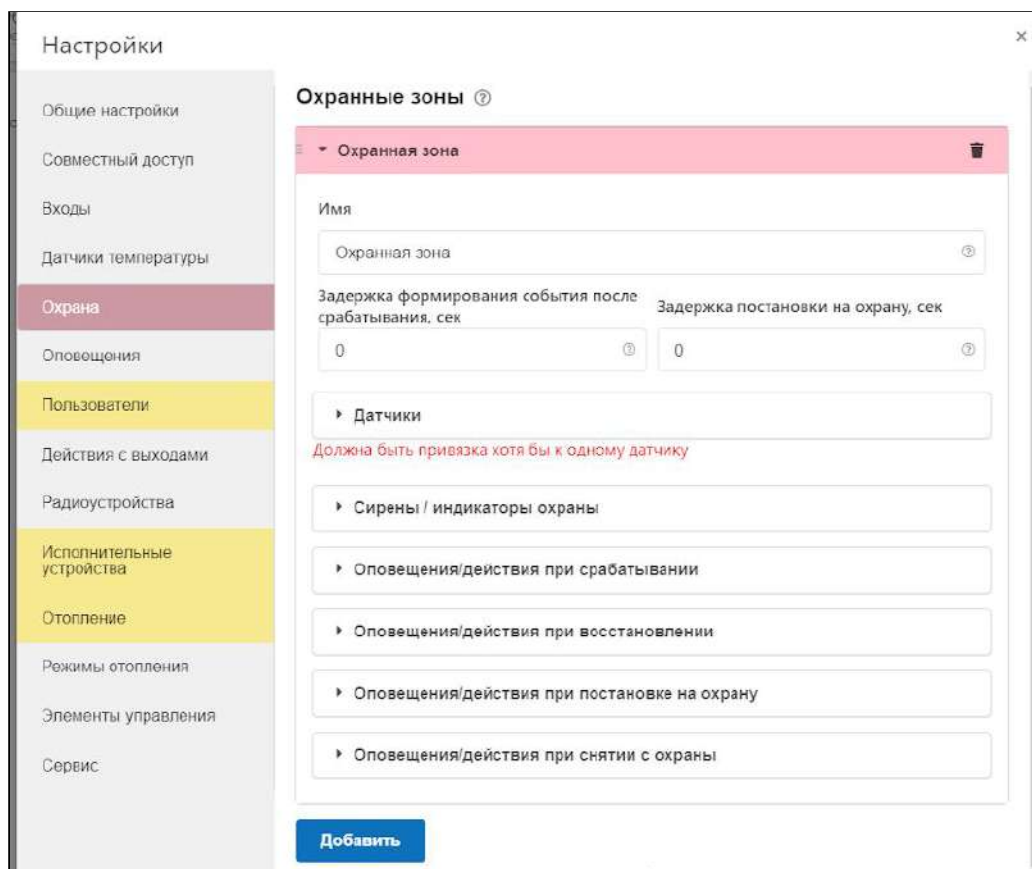 Настройки
Общие настройки
Совместный доступ
Входы
Датчики температуры
Охрана
Оповещения
Пользователи
Действия с выходами
Радиоустройства
Исполнительные
устройства
Отопление
Режимы отопления
Элементы управления
Сервис
Охранные зоны
Охранная зона
Имя
Охранная зона
Задержка формирования события после
срабатывания, сек
Задержка постановки на охрану, сек
0
0
Датчики
Должна быть привязка хотя бы к одному датчику
Сирены / индикаторы охраны
Оповещения/действия при срабатывании
Оповещения/действия при восстановлении
Оповещения/действия при постановке на охрану
Оповещения/действия при снятии с охраны
Добавить